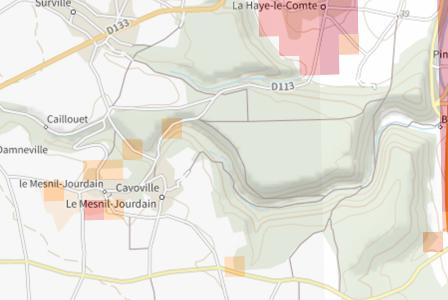 Surville
La Haye-le-Comte
D133
D113
Caillouet
Damneville
le Mesnil-Jourdain
Cavoville
Le Mesnil-Jourdain